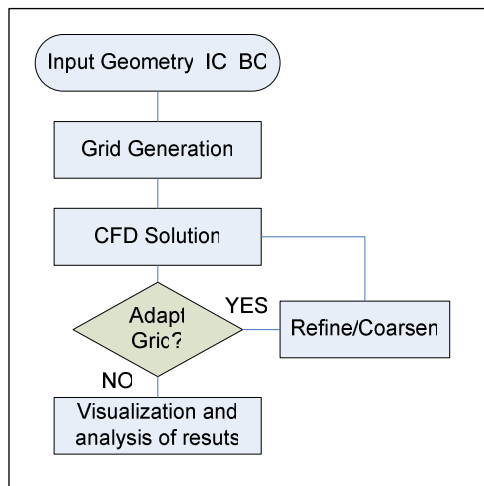 Input Geometry IC BC
Grid Generation
CFD Solution
Adapt
Grid?
YES
Refine/Coarsen
NO
Visualization and
analysis of resuts